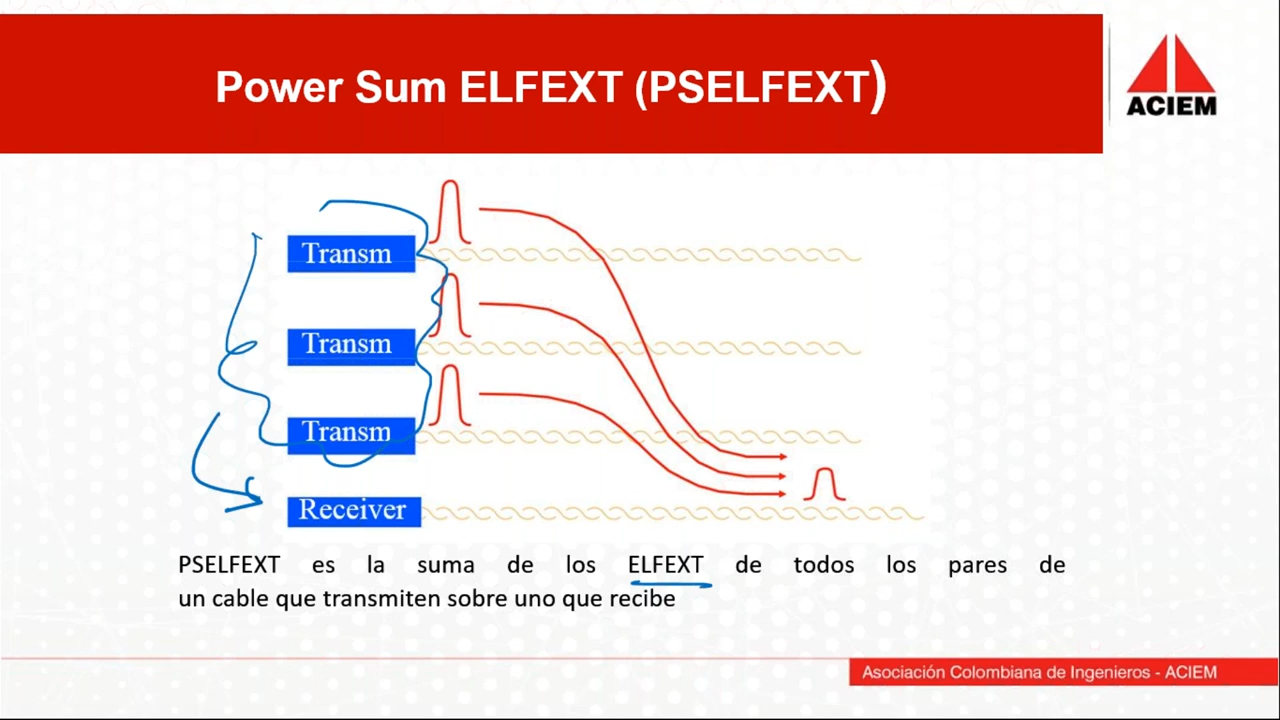 Power Sum ELFEXT (PSELFEXT)
ACIEM
Transm
Transm
Transm
Receiver
PSELFEXT es la suma de los ELFEXT de todos los pares de
un cable que transmiten sobre uno que recibe
Asociación Colombiana de Ingenieros - ACIEM